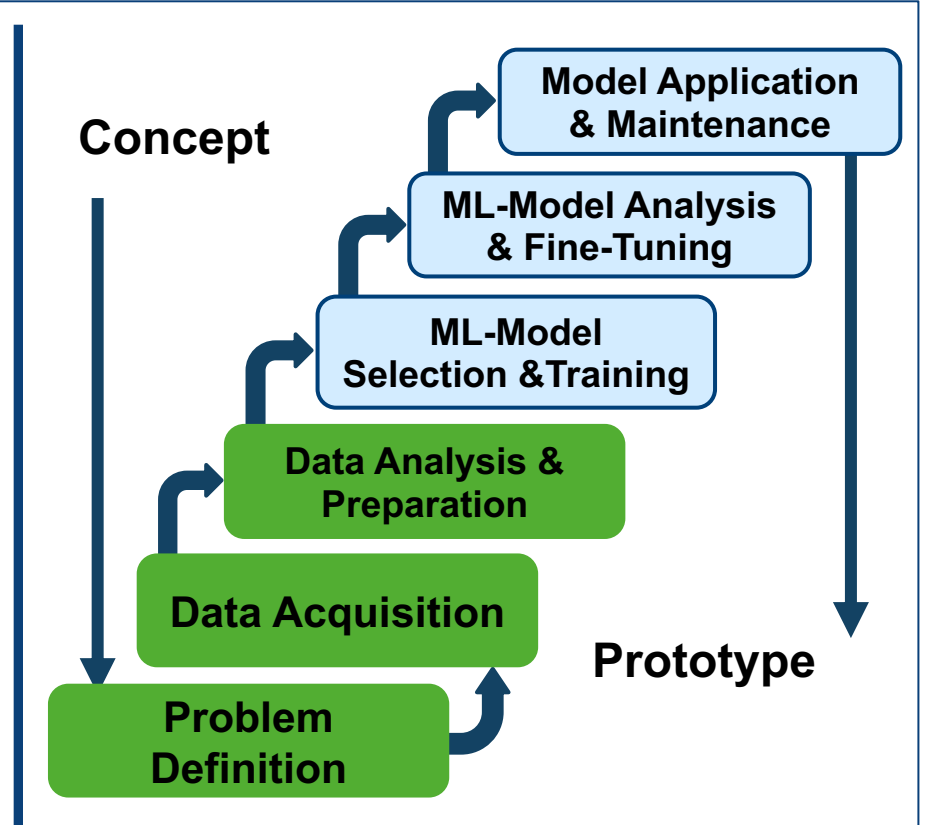 Concept
Model Application
& Maintenance
ML-Model Analysis
& Fine-Tuning
ML-Model
Selection &Training
Data Analysis &
Preparation
Data Acquisition
Prototype
Problem
Definition